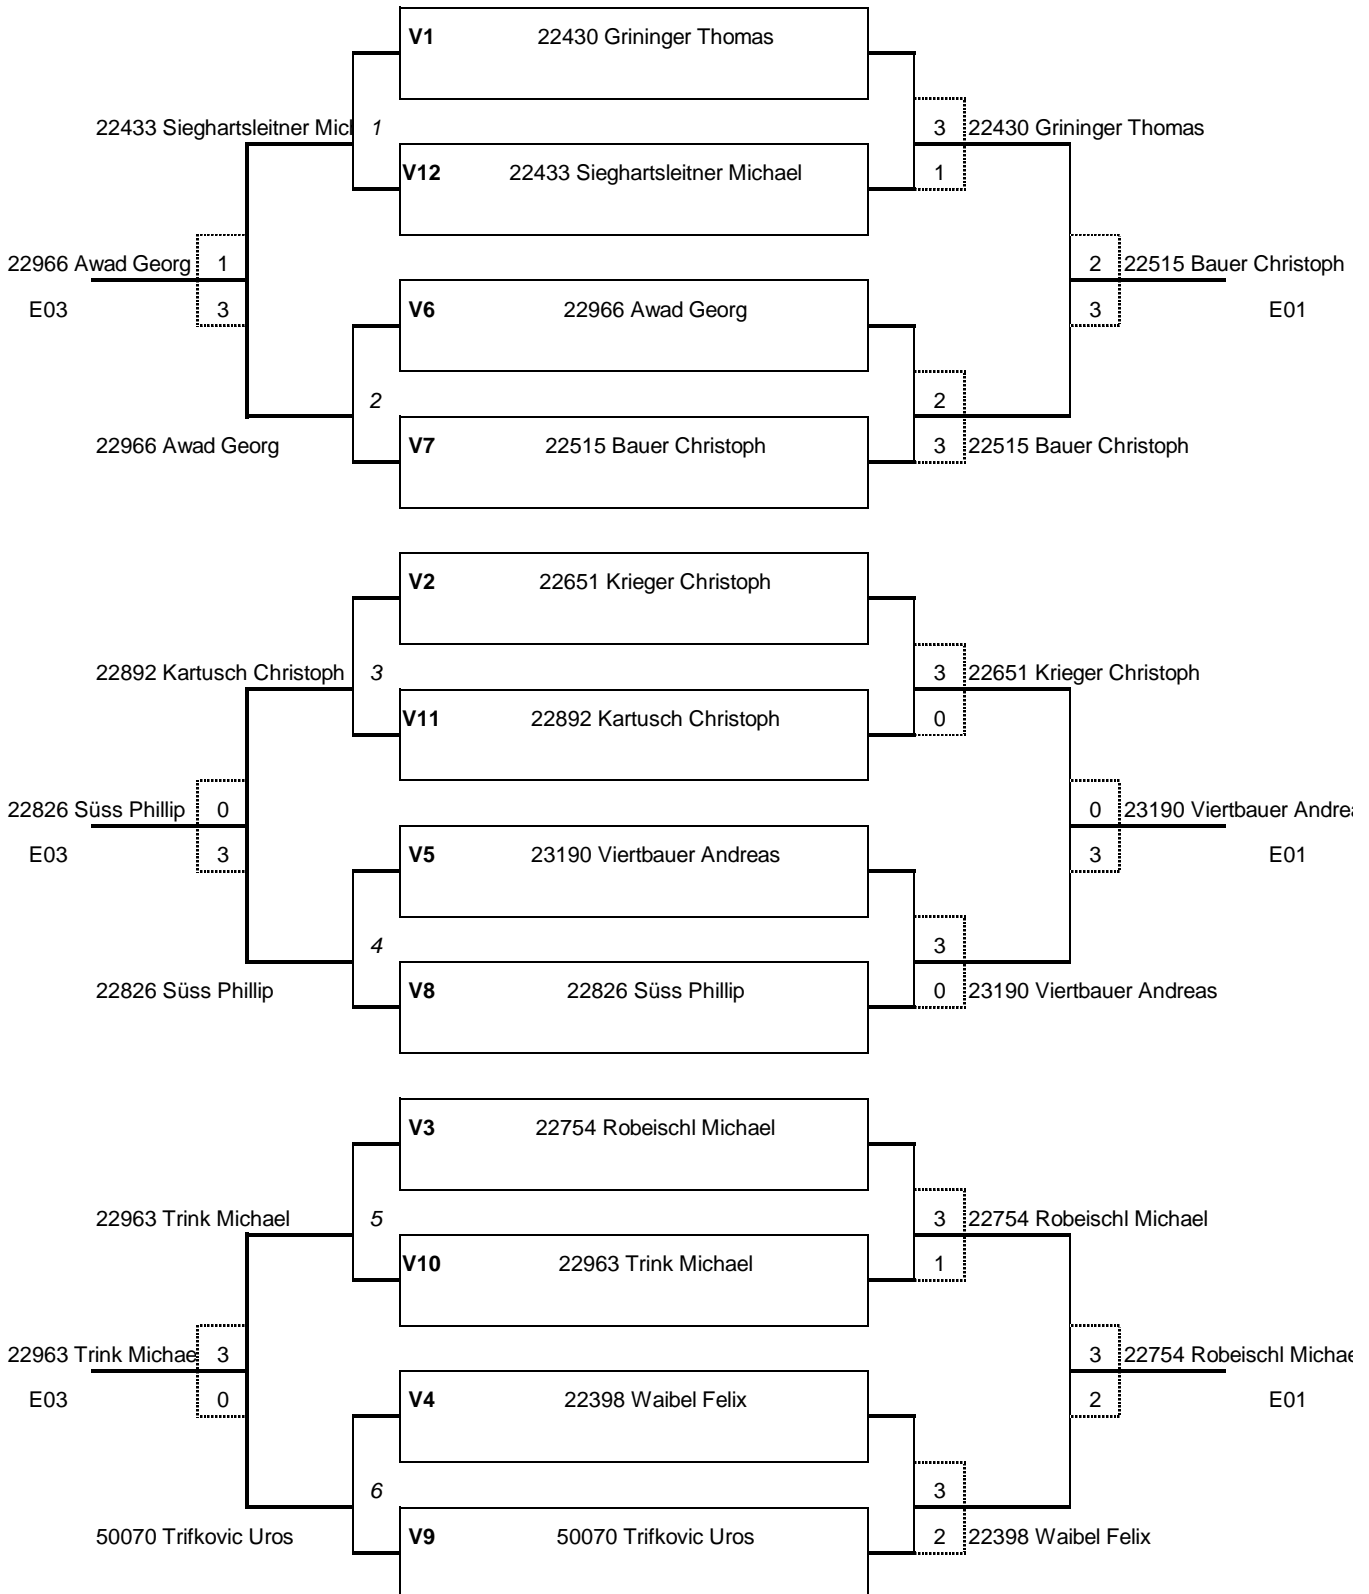 V1 22430 Grininger Thomas
22433 Sieghartsleitner Mich 1 3 22430 Grininger Thomas
V12 22433 Sieghartsleitner Michael 1
22966 Awad Georg 1 2 22515 Bauer Christoph
E03 3 V6 22966 Awad Georg 3 E01
2 2
22966 Awad Georg V7 22515 Bauer Christoph 3 22515 Bauer Christoph
V2 22651 Krieger Christoph
22892 Kartusch Christoph 3 3 22651 Krieger Christoph
V11 22892 Kartusch Christoph 0
22826 Süss Phillip 0 0 23190 Viertbauer Andrea
E03 3 V5 23190 Viertbauer Andreas 3 E01
4 3
22826 Süss Phillip V8 22826 Süss Phillip 0 23190 Viertbauer Andreas
V3 22754 Robeischl Michael
22963 Trink Michael 5 3 22754 Robeischl Michael
V10 22963 Trink Michael 1
22963 Trink Michae 3 3 22754 Robeischl Michae
E03 0 V4 22398 Waibel Felix 2 E01
6 3
50070 Trifkovic Uros V9 50070 Trifkovic Uros 2 22398 Waibel Felix